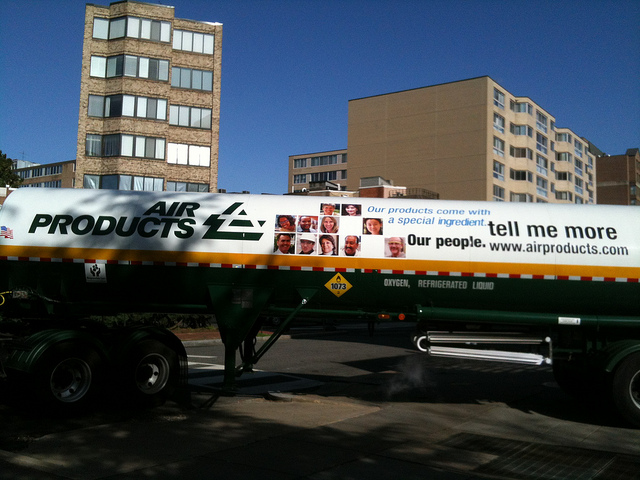 AIR
PRODUCTS
Our products come with
a special ingredient.
Our people.
tell me more
www.airproducts.com
1073
OXYGEN, REFRIGERATED LIQUID